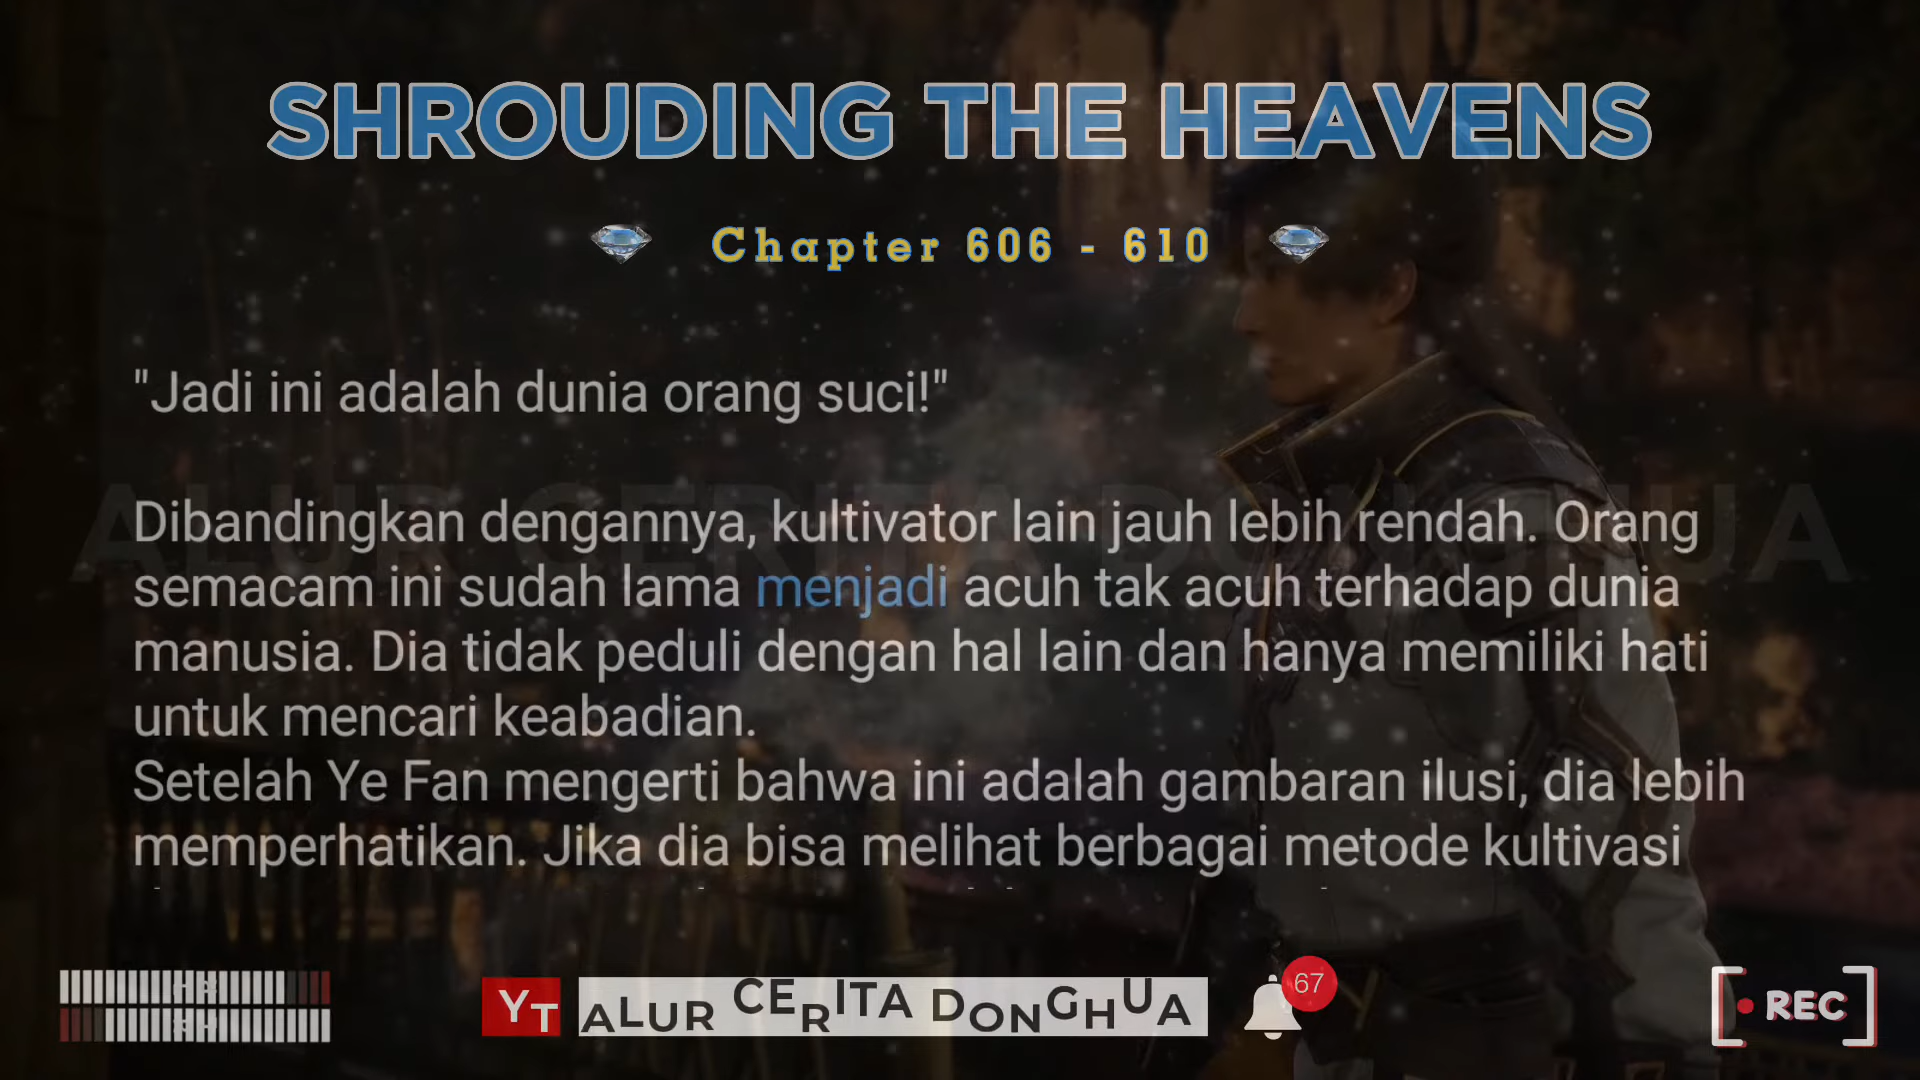 SHROUDING THE HEAVENS
Chapter 606 - 610
"Jadi ini adalah dunia orang suci!"
Dibandingkan dengannya, kultivator lain jauh lebih rendah. Orang
semacam ini sudah lama menjadi acuh tak acuh terhadap dunia
manusia. Dia tidak peduli dengan hal lain dan hanya memiliki hati
untuk mencari keabadian.
Setelah Ye Fan mengerti bahwa ini adalah gambaran ilusi, dia lebih
memperhatikan. Jika dia bisa melihat berbagai metode kultivasi
ALUR CERITA DONGHUA
YT ALUR CERITA DONGHUA
67
REC